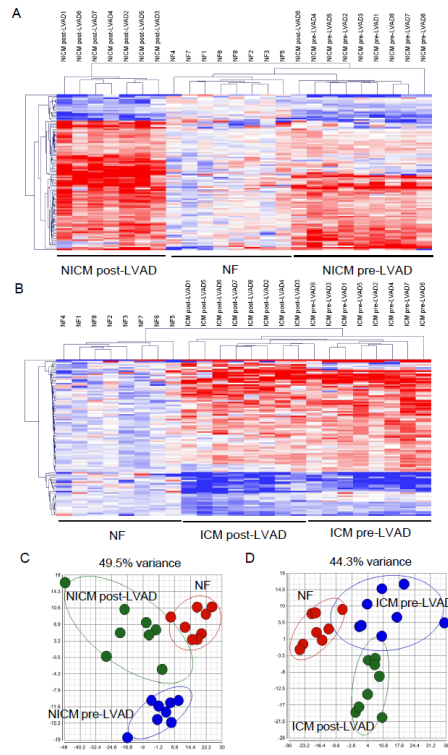 A
NICM post-LVAD1
NICM post-LVAD6
NICM post-LVAD7
NICM post-LVAD4
NICM post-LVAD2
NICM post-LVAD5
NICM post-LVAD3
NF4
NF7
NF1
NF6
NF8
NF2
NF3
NF5
NICM post-LVAD8
NICM pre-LVAD4
NICM pre-LVAD5
NICM pre-LVAD2
NICM pre-LVAD3
NICM pre-LVAD1
NICM pre-LVAD8
NICM pre-LVAD7
NICM pre-LVAD6
NICM post-LVAD
NF
NICM pre-LVAD
B
NF4
NF1
NF8
NF2
NF3
NF7
NF6
NF5
ICM post-LVAD1
ICM post-LVAD5
ICM post-LVAD6
ICM post-LVAD7
ICM post-LVAD8
ICM post-LVAD2
ICM post-LVAD4
ICM post-LVAD3
ICM pre-LVAD8
ICM pre-LVAD3
ICM pre-LVAD1
ICM pre-LVAD5
ICM pre-LVAD2
ICM pre-LVAD4
ICM pre-LVAD7
ICM pre-LVAD6
NF
ICM post-LVAD
ICM pre-LVAD
C
49.5% variance
NICM post-LVAD
NF
NICM pre-LVAD
D
44.3% variance
NF
ICM pre-LVAD
ICM post-LVAD